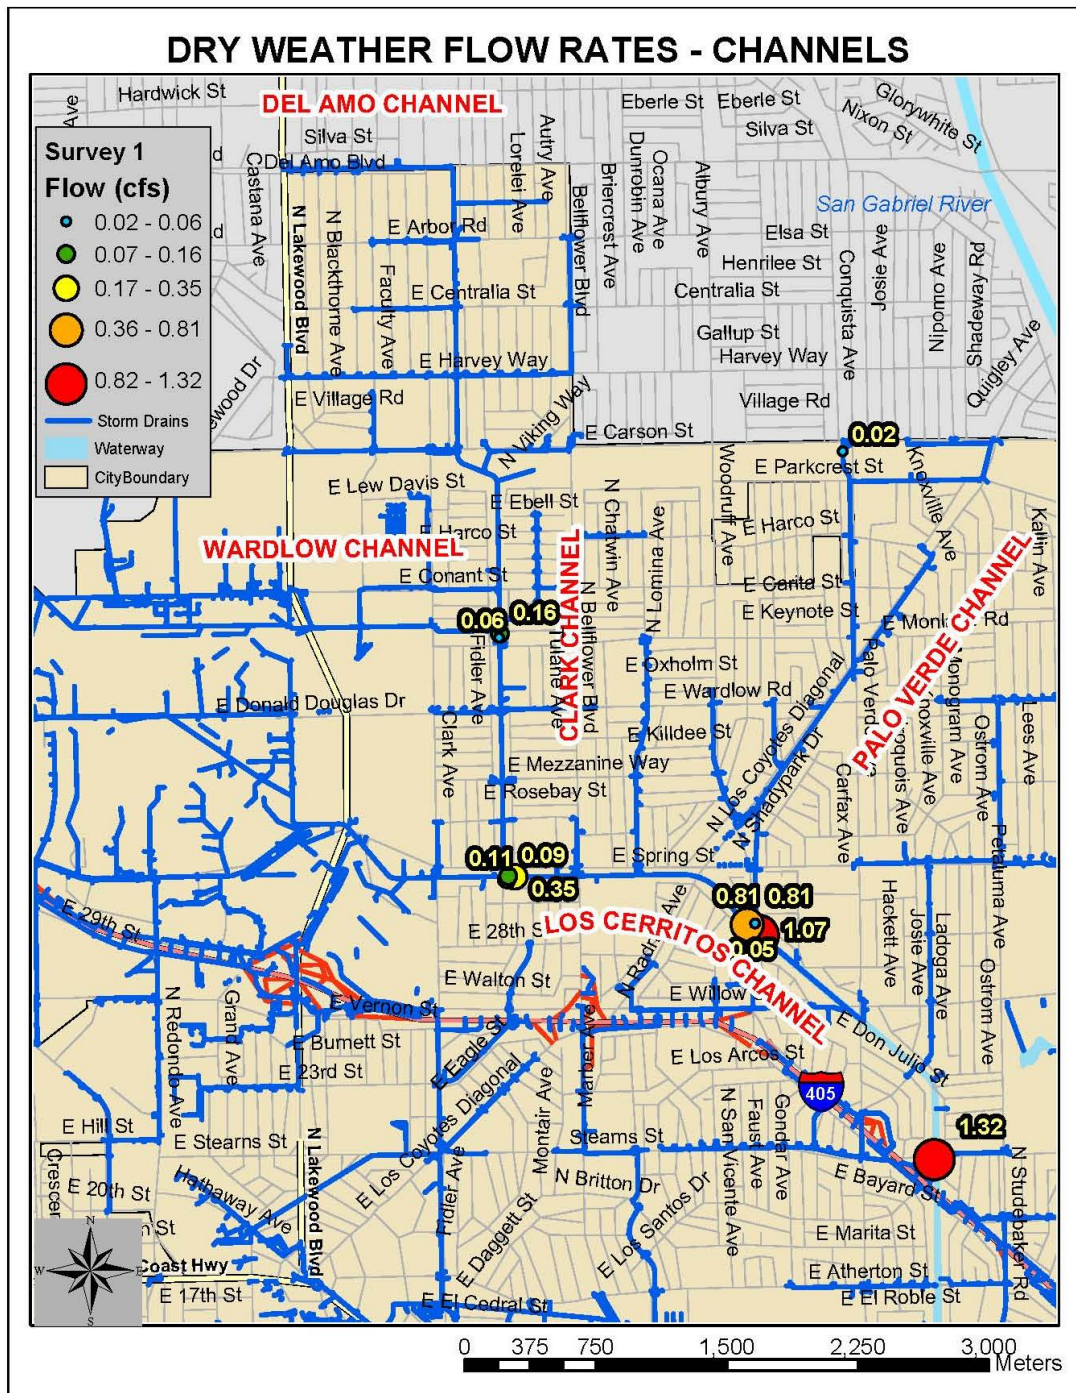 DRY WEATHER FLOW RATES - CHANNELS
Hardwick St
DEL AMO CHANNEL
Eberle St
Eberle St
Glorywhite St
Nixon St
Silva St
Silva St
Ave
Survey 1
Flow (cfs)
0.02 - 0.06
0.07 - 0.16
0.17 - 0.35
0.36 - 0.81
0.82 - 1.32
Storm Drains
Waterway
CityBoundary
d
d
Del Amo Blvd
Castana Ave
N Lakewood Blvd
N Blackthorne Ave
Faculty Ave
Lorelei Ave
Autry Ave
Bellflower Blvd
Briercrest Ave
Dunrobin Ave
Ocana Ave
Albury Ave
San Gabriel River
E Arbor Rd
Elsa St
Henrilee St
Centralia St
E Centralia St
Conquista Ave
Josie Ave
Nipomo Ave
Shadeway Rd
Quigley Ave
Gallup St
Harvey Way
E Harvey Way
ewood Dr
E Village Rd
Village Rd
N Viking Way
E Carson St
0.02
E Parkcrest St
Woodruff Ave
Knoxville Ave
Kallin Ave
E Lew Davis St
E Ebell St
E Harco St
E Harco St
N Chatwin Ave
N Lomina Ave
WARDLOW CHANNEL
CLARK CHANNEL
PALO VERDE CHANNEL
E Conant St
E Carita St
E Keynote St
0.06
0.16
Fidler Ave
Tulane Ave
N Bellflower Blvd
E Oxholm St
E Wardlow Rd
Palo Verd
Monogram Ave
E Donald Douglas Dr
Clark Ave
E Killdee St
N Los Coyotes Diagonal
N Shadypark Dr
Carfax Ave
Ostrom Ave
Lees Ave
E Mezzanine Way
E Rosebay St
E Spring St
Petaluma Ave
0.11
0.09
0.35
0.81
0.81
1.07
0.05
LOS CERRITOS CHANNEL
E 29th St
E 28th S
E Walton St
E Willow
Hackett Ave
Josie Ave
Ladoga Ave
Ostrom Ave
N Redondo Ave
Grand Ave
E Vernon St
E Burnett St
E 23rd St
E Eagle St
E Los Coyotes Diagonal
Montair Ave
Maber Ave
E Los Arcos St
E Don Julio St
405
N San Vicente Ave
Faust Ave
Gondar Ave
1.32
E Hill St
E Stearns St
Stearns St
N Britton Dr
E Bayard St
N Studebaker Rd
Crescen
E 20th St
Hathaway Ave
N Lakewood Blvd
Fidler Ave
E Daggett St
E Los Santos Dr
E Marita St
E Atherton St
E El Roble St
n St
Coast Hwy
E 17th St
E El Cedral St
N
W
E
S
0 375 750 1,500 2,250 3,000
Meters